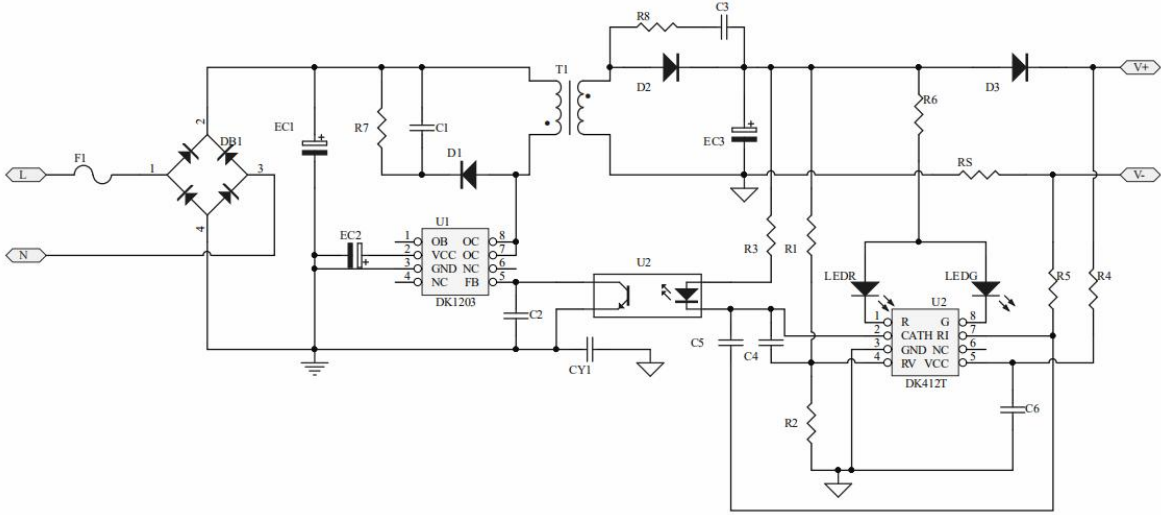 C3
R8
T1
V+
D2
D3
2
R6
EC1
R7
C1
EC3
DB1
F1
D1
RS
L
1
3
V-
4
U1
EC2
1 OB OC 8
2 VCC OC 7
3 GND NC 6
4 NC FB 5
DK1203
N
R3
R1
U2
LEDR
LEDG
R5
R4
U2
1 R G 8
2 CATH RI 7
3 GND NC 6
4 RV VCC 5
DK412T
C2
C5
C4
CY1
C6
R2
+
+
+